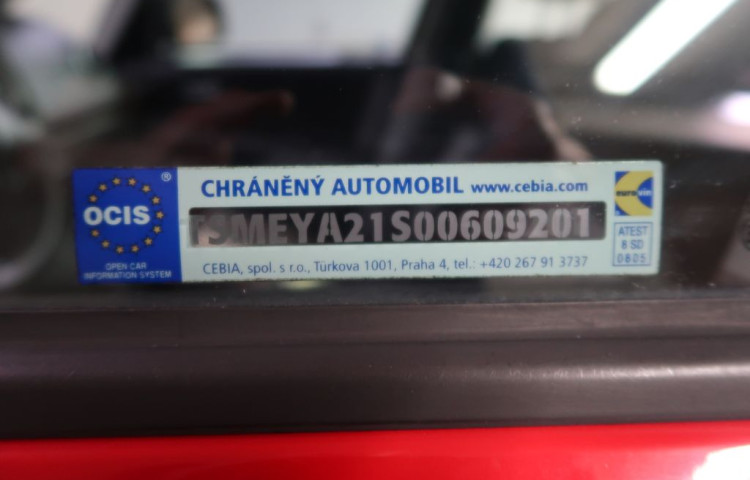 OCIS
®
OPEN CAR
INFORMATION SYSTEM
CHRÁNĚNÝ AUTOMOBIL www.cebia.com
TSMEYA21S00609201
CEBIA, spol. s r.o., Türkova 1001, Praha 4, tel.: +420 267 91 3737
ATEST
8 SD
0805